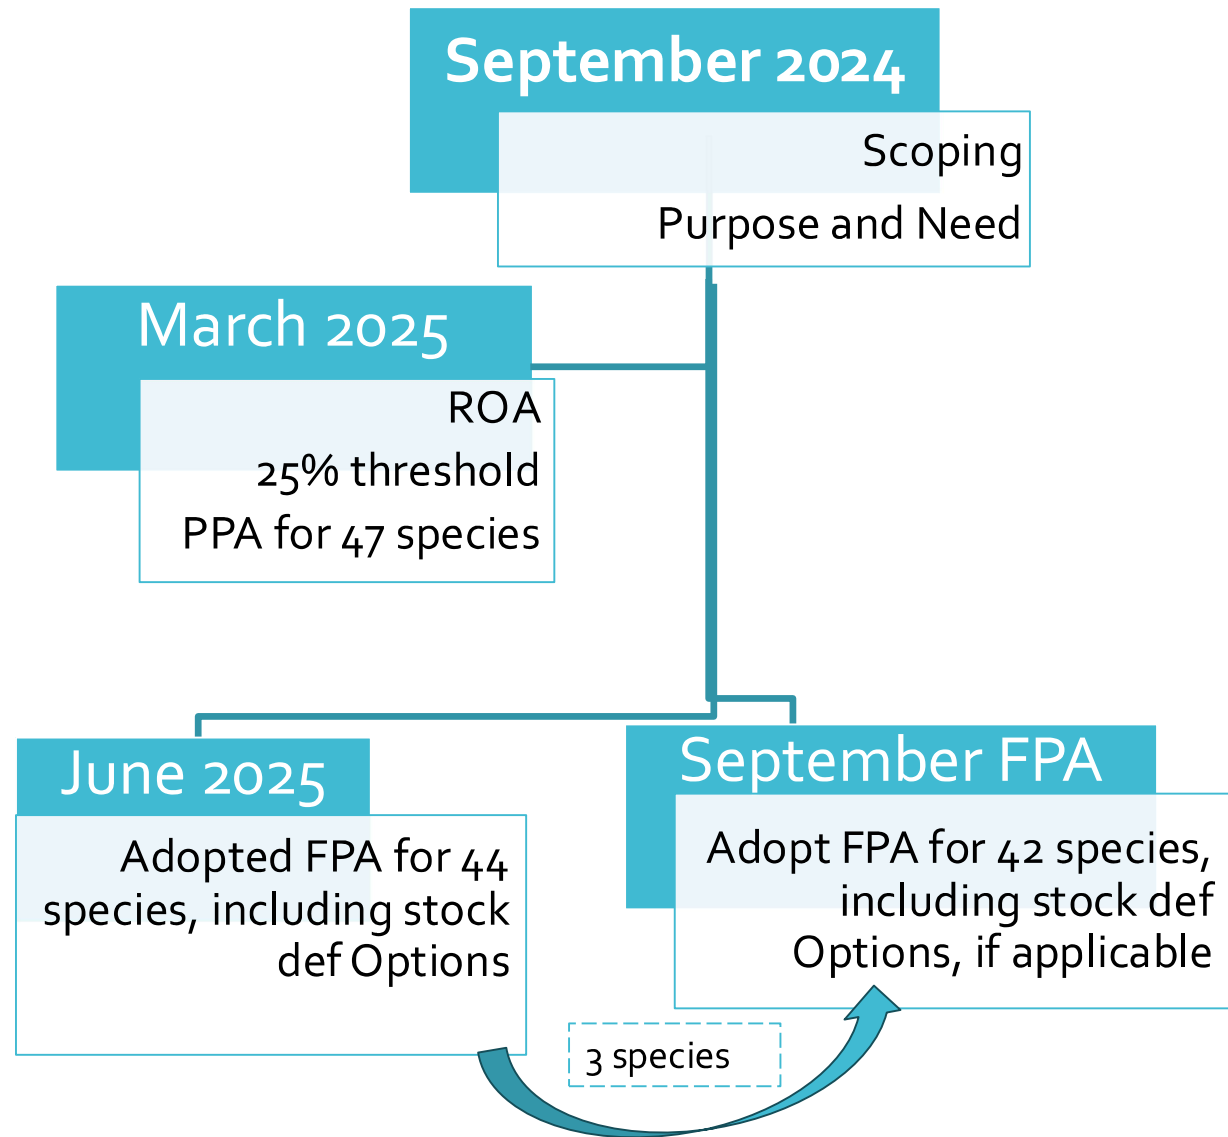 September 2024
Scoping
Purpose and Need
March 2025
ROA
25% threshold
PPA for 47 species
June 2025
Adopted FPA for 44
species, including stock
def Options
September FPA
Adopt FPA for 42 species,
including stock def
Options, if applicable
3 species